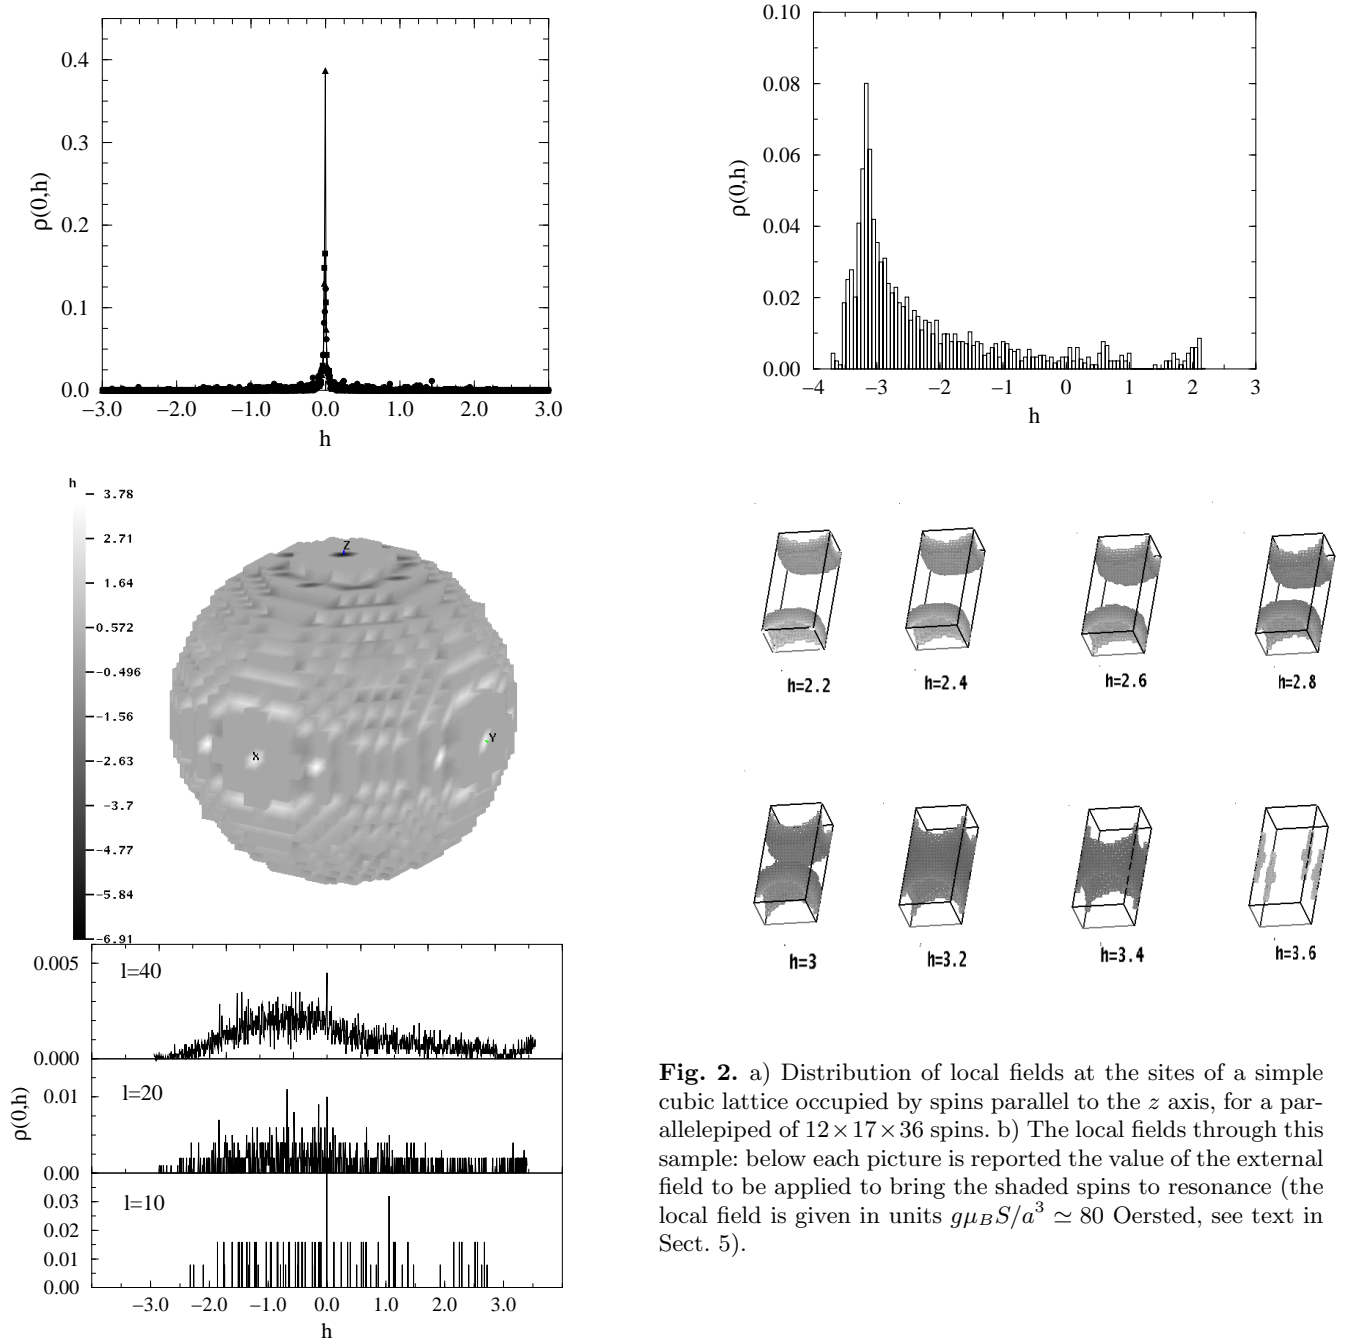 0.4
0.3
0.2
0.1
0.0
ρ(0,h)
−3.0 −2.0 −1.0 0.0 1.0 2.0 3.0
h
0.10
0.08
0.06
0.04
0.02
0.00
ρ(0,h)
−4 −3 −2 −1 0 1 2 3
h
h
3.78
2.71
1.64
0.572
-0.496
-1.56
-2.63
-3.7
-4.77
-5.84
-6.91
Z
X
Y
h=2.2 h=2.4 h=2.6 h=2.8
h=3 h=3.2 h=3.4 h=3.6
0.005
l=40
0.000
0.01
l=20
0.00
0.03
l=10
0.02
0.01
0.00
ρ(0,h)
−3.0 −2.0 −1.0 0.0 1.0 2.0 3.0
h
Fig. 2. a) Distribution of local fields at the sites of a simple
cubic lattice occupied by spins parallel to the z axis, for a par-
allelepiped of 12×17×36 spins. b) The local fields through this
sample: below each picture is reported the value of the external
field to be applied to bring the shaded spins to resonance (the
local field is given in units gμ_BS/a³ ≃ 80 Oersted, see text in
Sect. 5).